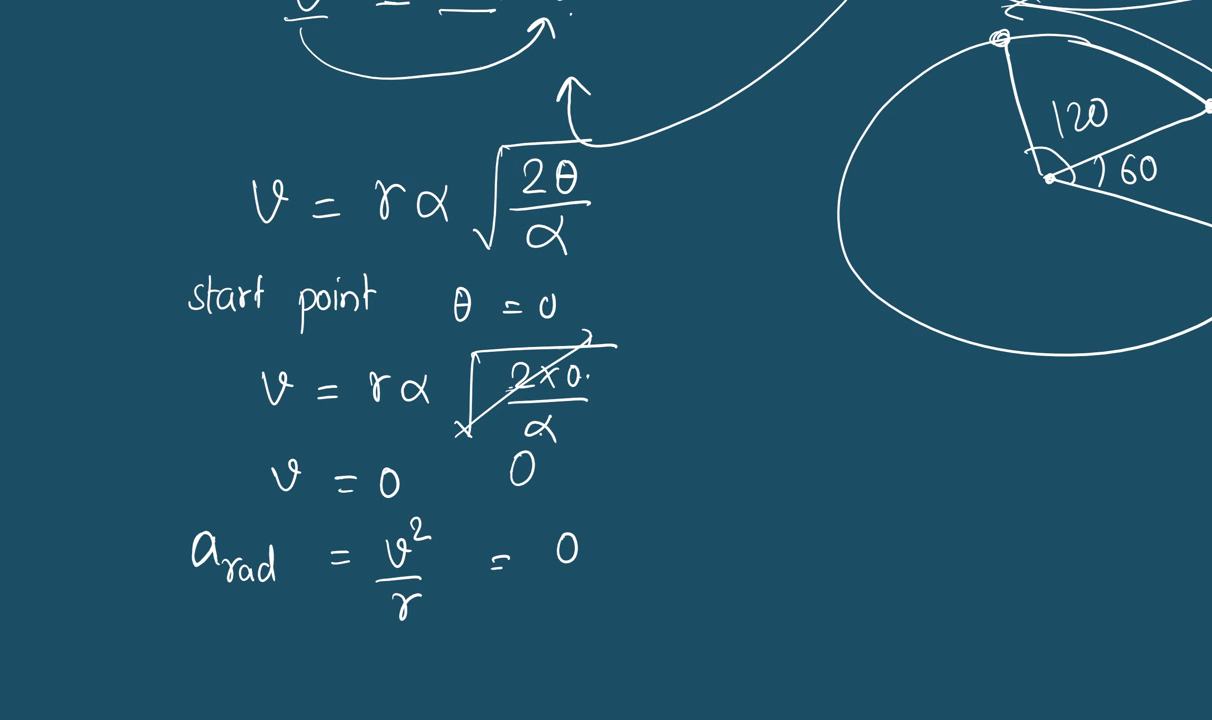 v = rα √(2θ/α)
start point θ = 0
v = rα √(2×0/α)
v = 0 0
a_rad = v²/r = 0
120
60